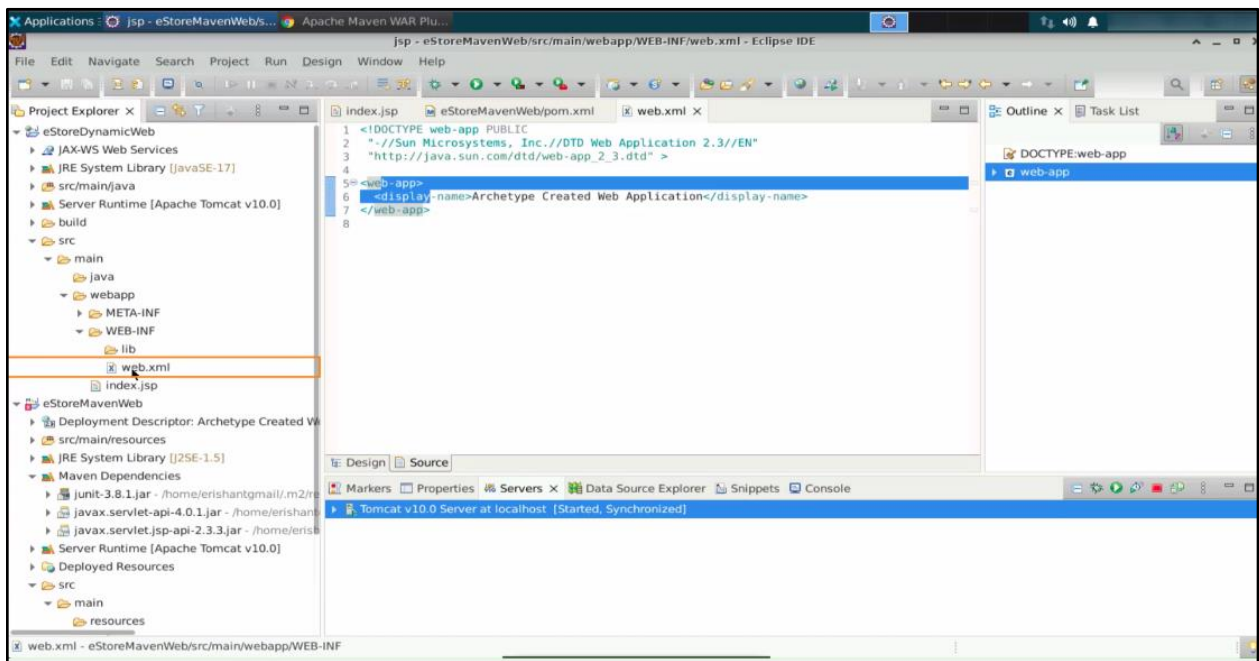 Applications : jsp - eStoreMavenWeb/s... Apache Maven WAR Plu...
jsp - eStoreMavenWeb/src/main/webapp/WEB-INF/web.xml - Eclipse IDE
File Edit Navigate Search Project Run Design Window Help
Project Explorer
eStoreDynamicWeb
JAX-WS Web Services
JRE System Library [JavaSE-17]
src/main/java
Server Runtime [Apache Tomcat v10.0]
build
src
main
java
webapp
META-INF
WEB-INF
lib
web.xml
index.jsp
eStoreMavenWeb
Deployment Descriptor: Archetype Created W
src/main/resources
JRE System Library [J2SE-1.5]
Maven Dependencies
junit-3.8.1.jar - /home/erishantgmail/.m2/re
javax.servlet-api-4.0.1.jar - /home/erishant
javax.servlet.jsp-api-2.3.3.jar - /home/erish
Server Runtime [Apache Tomcat v10.0]
Deployed Resources
src
main
resources
index.jsp eStoreMavenWeb/pom.xml web.xml
1 <!DOCTYPE web-app PUBLIC
2 "-//Sun Microsystems, Inc.//DTD Web Application 2.3//EN"
3 "http://java.sun.com/dtd/web-app_2_3.dtd" >
4
5 <web-app>
6 <display-name>Archetype Created Web Application</display-name>
7 </web-app>
8
Design Source
Outline Task List
DOCTYPE:web-app
web-app
Markers Properties Servers Data Source Explorer Snippets Console
Tomcat v10.0 Server at localhost [Started, Synchronized]
web.xml - eStoreMavenWeb/src/main/webapp/WEB-INF